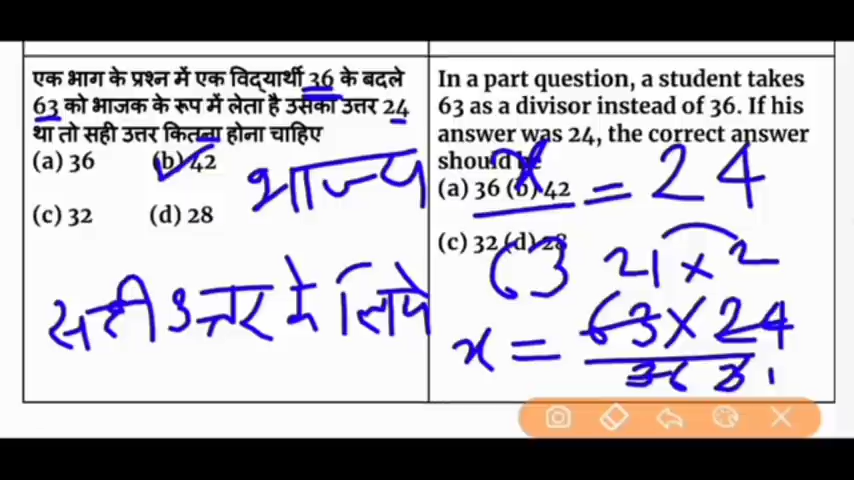 एक भाग के प्रश्न में एक विद्यार्थी 36 के बदले
63 को भाजक के रूप में लेता है उसका उत्तर 24
था तो सही उत्तर कितना होना चाहिए
(a) 36 (b) 42
(c) 32 (d) 28
भाज्य
सही उत्तर के लिये
In a part question, a student takes
63 as a divisor instead of 36. If his
answer was 24, the correct answer
should be
(a) 36 (b) 42
(c) 32 (d) 28
x = 24
63 21 × 2
x = 63 × 24
36